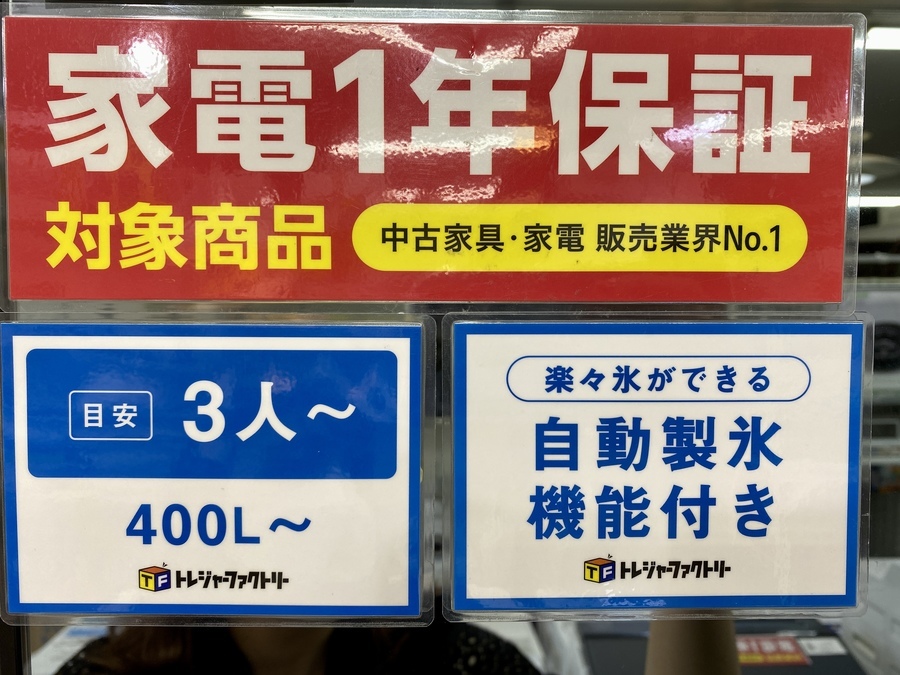 家電1年保証
対象商品
中古家具・家電 販売業界No.1
目安 3人～
400L～
TF トレジャーファクトリー
楽々氷ができる
自動製氷
機能付き
TF トレジャーファクトリー